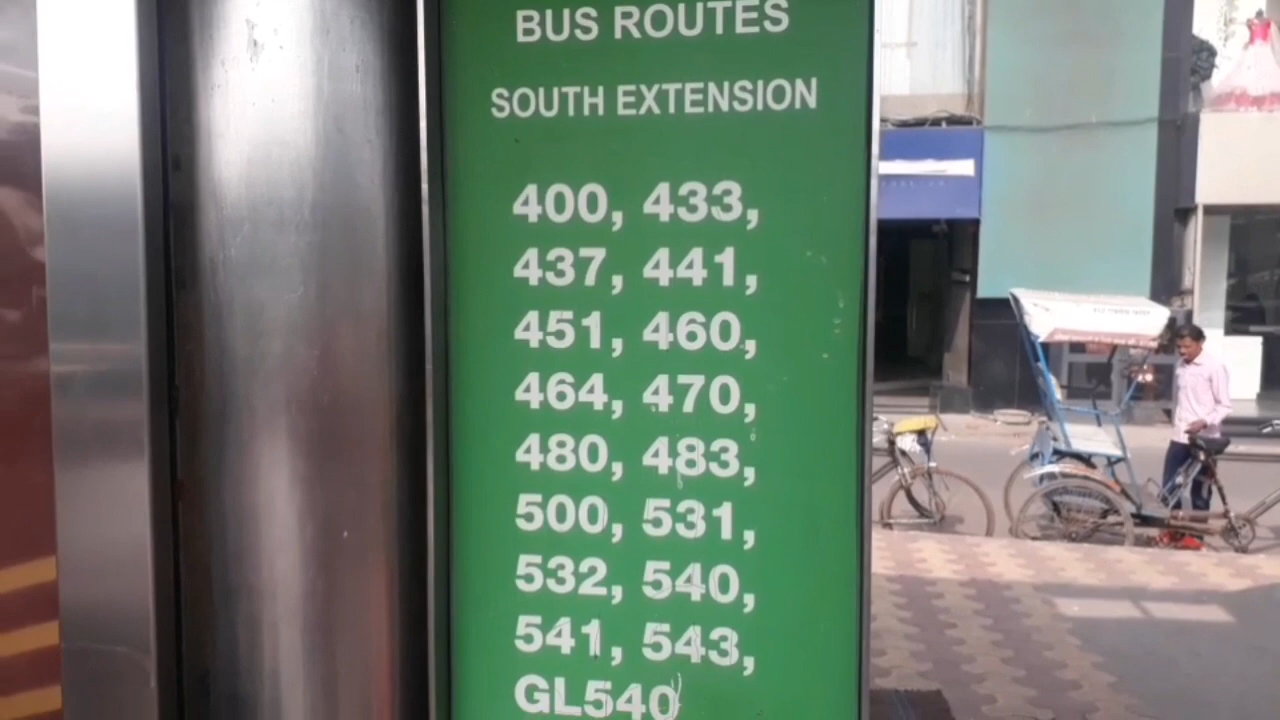 BUS ROUTES
SOUTH EXTENSION
400, 433,
437, 441,
451, 460,
464, 470,
480, 483,
500, 531,
532, 540,
541, 543,
GL540